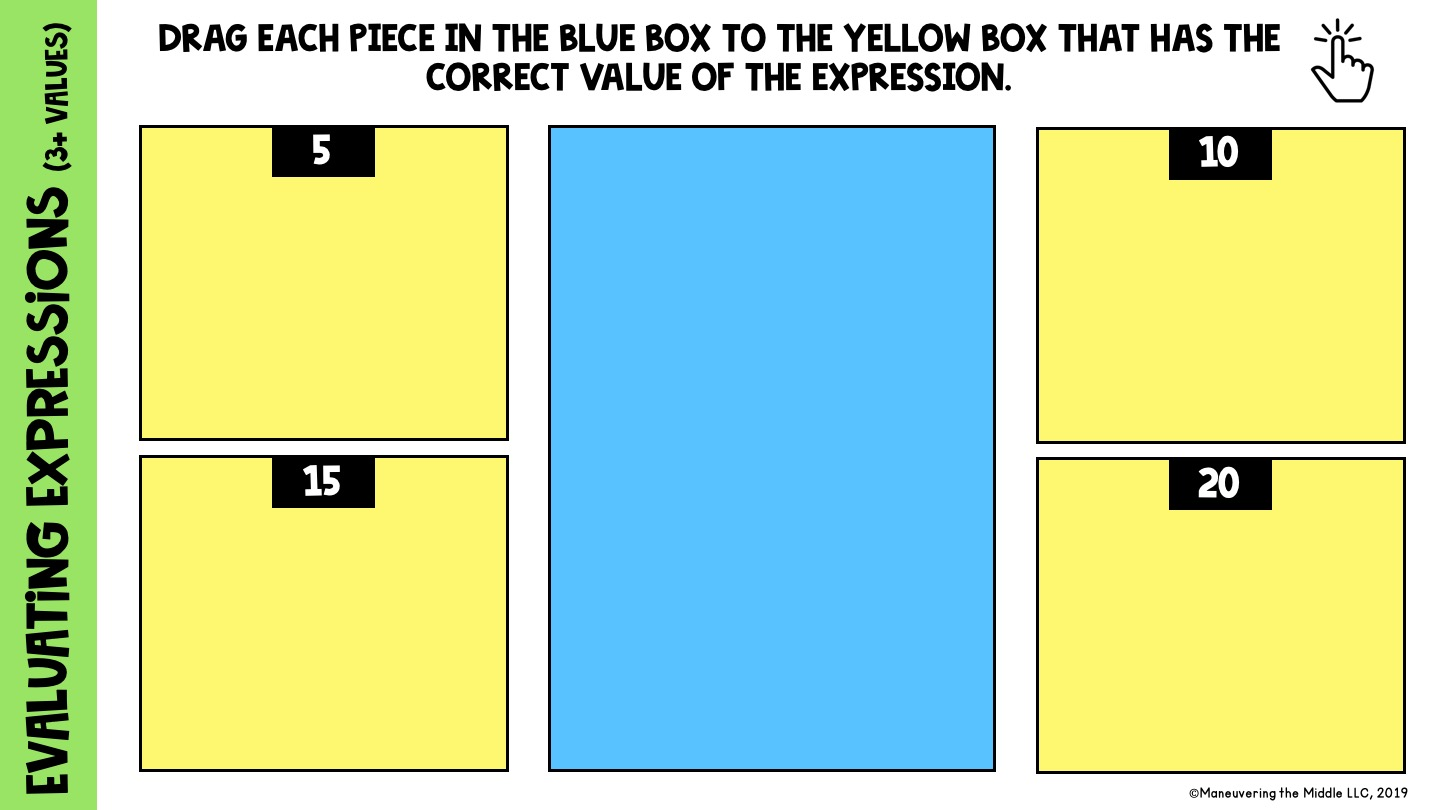 EVALUATING EXPRESSIONS (3+ VALUES)
DRAG EACH PIECE IN THE BLUE BOX TO THE YELLOW BOX THAT HAS THE
CORRECT VALUE OF THE EXPRESSION.
5
10
15
20
©Maneuvering the Middle LLC, 2019